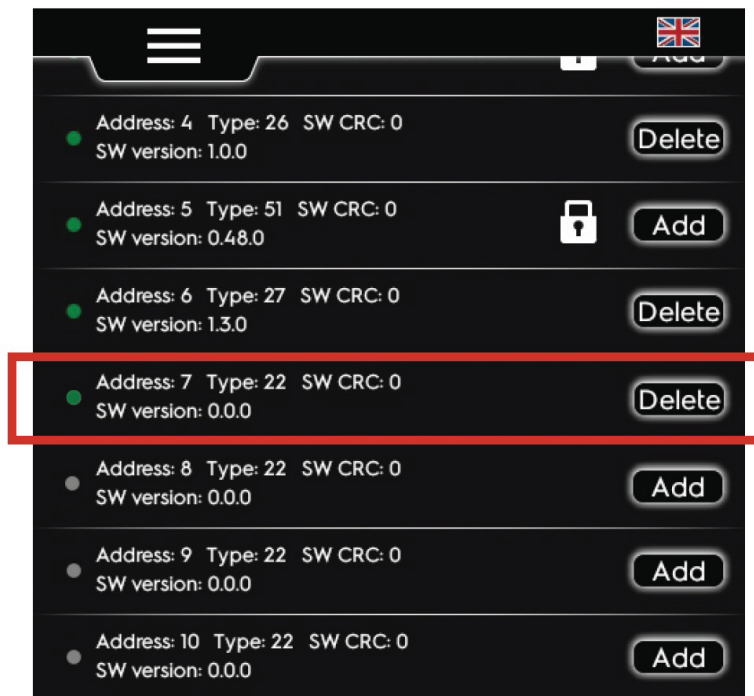 Add
Address: 4 Type: 26 SW CRC: 0
SW version: 1.0.0
Delete
Address: 5 Type: 51 SW CRC: 0
SW version: 0.48.0
Add
Address: 6 Type: 27 SW CRC: 0
SW version: 1.3.0
Delete
Address: 7 Type: 22 SW CRC: 0
SW version: 0.0.0
Delete
Address: 8 Type: 22 SW CRC: 0
SW version: 0.0.0
Add
Address: 9 Type: 22 SW CRC: 0
SW version: 0.0.0
Add
Address: 10 Type: 22 SW CRC: 0
SW version: 0.0.0
Add